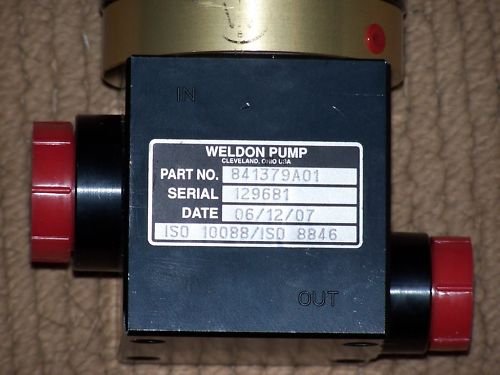 IN
WELDON PUMP
CLEVELAND, OHIO USA
PART NO. 841379A01
SERIAL 129681
DATE 06/12/07
ISO 10088/ISO 8846
OUT